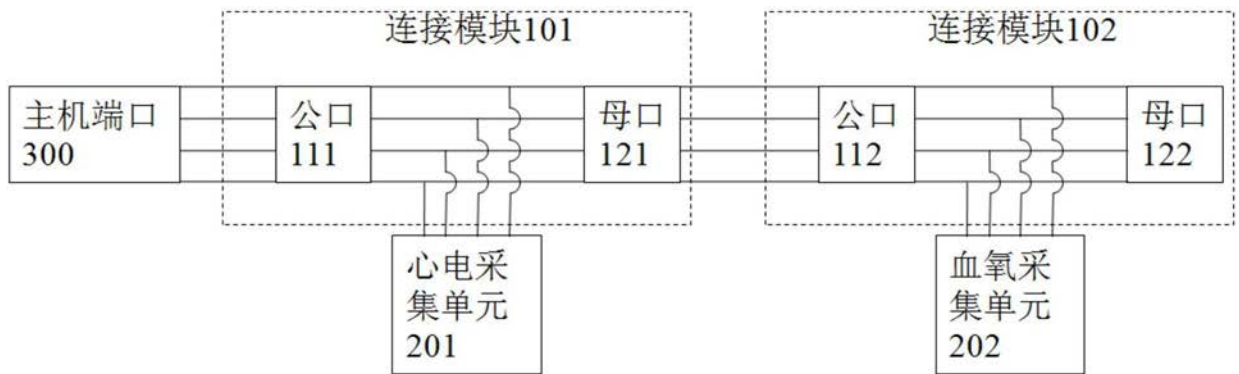 连接模块101
连接模块102
主机端口
300
公口
111
母口
121
公口
112
母口
122
心电采
集单元
201
血氧采
集单元
202